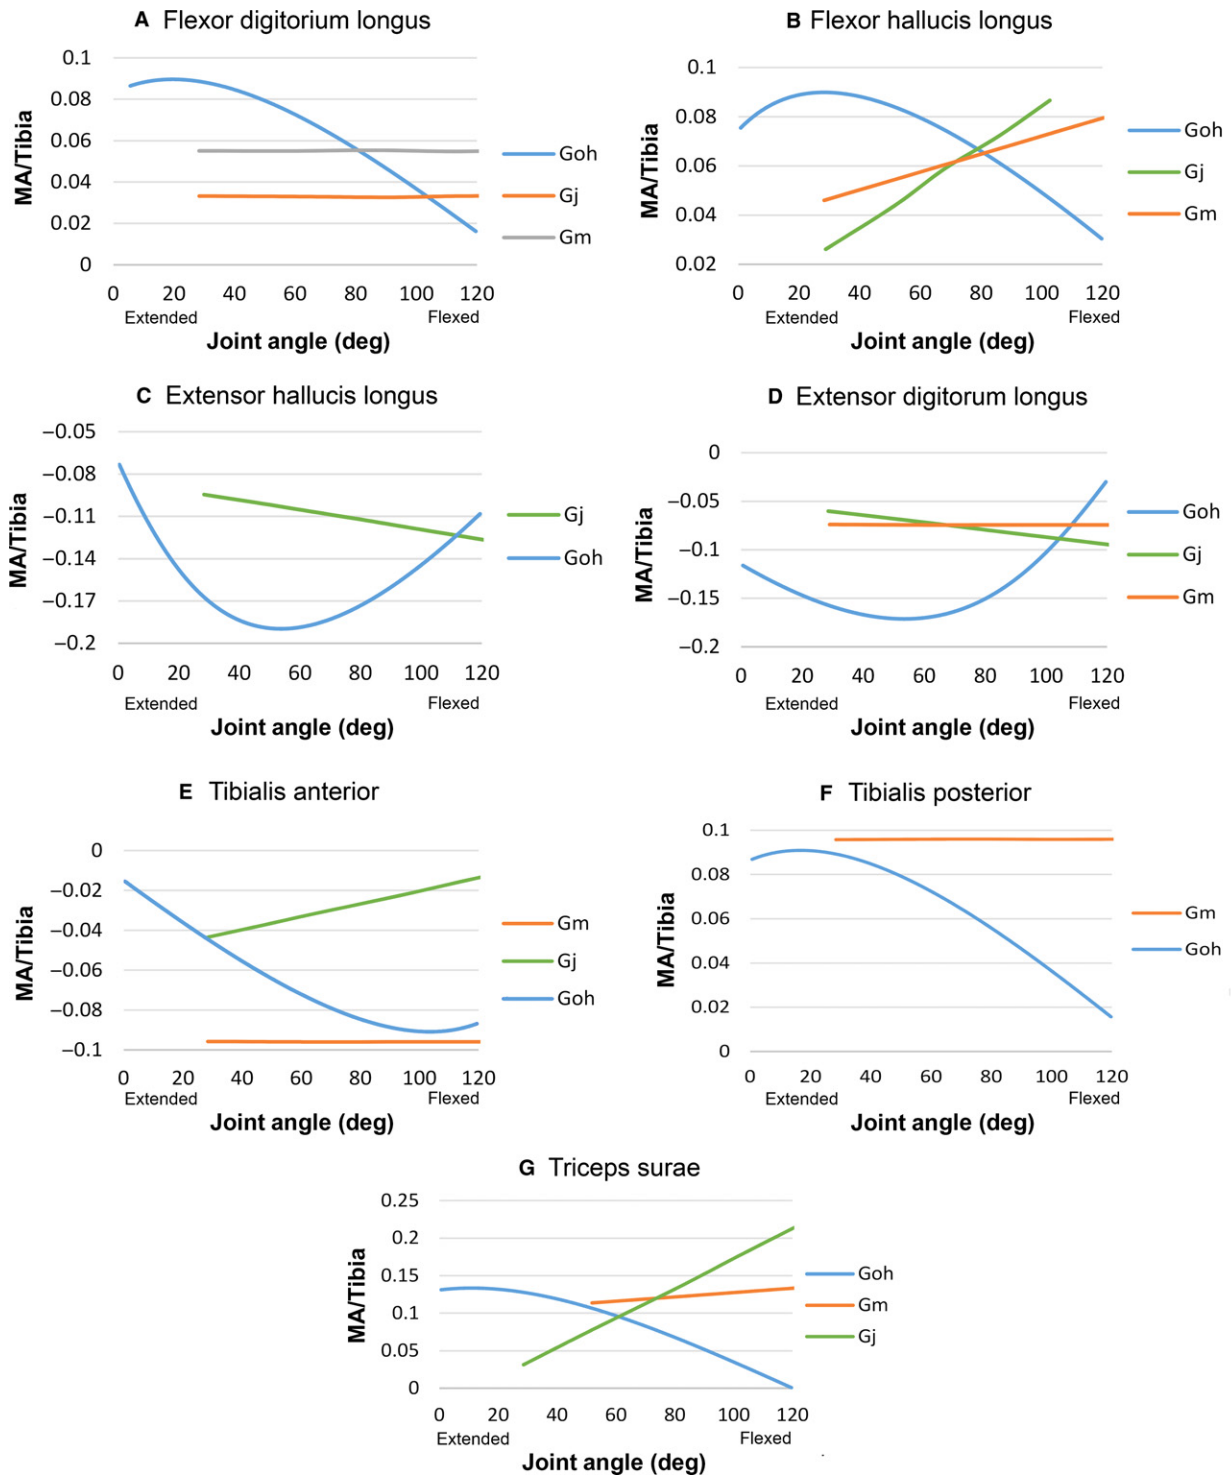 A Flexor digitorium longus
0.1
0.08
0.06
0.04
0.02
0
MA/Tibia
0 20 40 60 80 100 120
Extended Flexed
Joint angle (deg)
Goh
Gj
Gm
B Flexor hallucis longus
0.1
0.08
0.06
0.04
0.02
MA/Tibia
0 20 40 60 80 100 120
Extended Flexed
Joint angle (deg)
Goh
Gj
Gm
C Extensor hallucis longus
−0.05
−0.08
−0.11
−0.14
−0.17
−0.2
MA/Tibia
0 20 40 60 80 100 120
Extended Flexed
Joint angle (deg)
Gj
Goh
D Extensor digitorum longus
0
−0.05
−0.1
−0.15
−0.2
MA/Tibia
0 20 40 60 80 100 120
Extended Flexed
Joint angle (deg)
Goh
Gj
Gm
E Tibialis anterior
0
−0.02
−0.04
−0.06
−0.08
−0.1
MA/Tibia
0 20 40 60 80 100 120
Extended Flexed
Joint angle (deg)
Gm
Gj
Goh
F Tibialis posterior
0.1
0.08
0.06
0.04
0.02
0
MA/Tibia
0 20 40 60 80 100 120
Extended Flexed
Joint angle (deg)
Gm
Goh
G Triceps surae
0.25
0.2
0.15
0.1
0.05
0
MA/Tibia
0 20 40 60 80 100 120
Extended Flexed
Joint angle (deg)
Goh
Gm
Gj